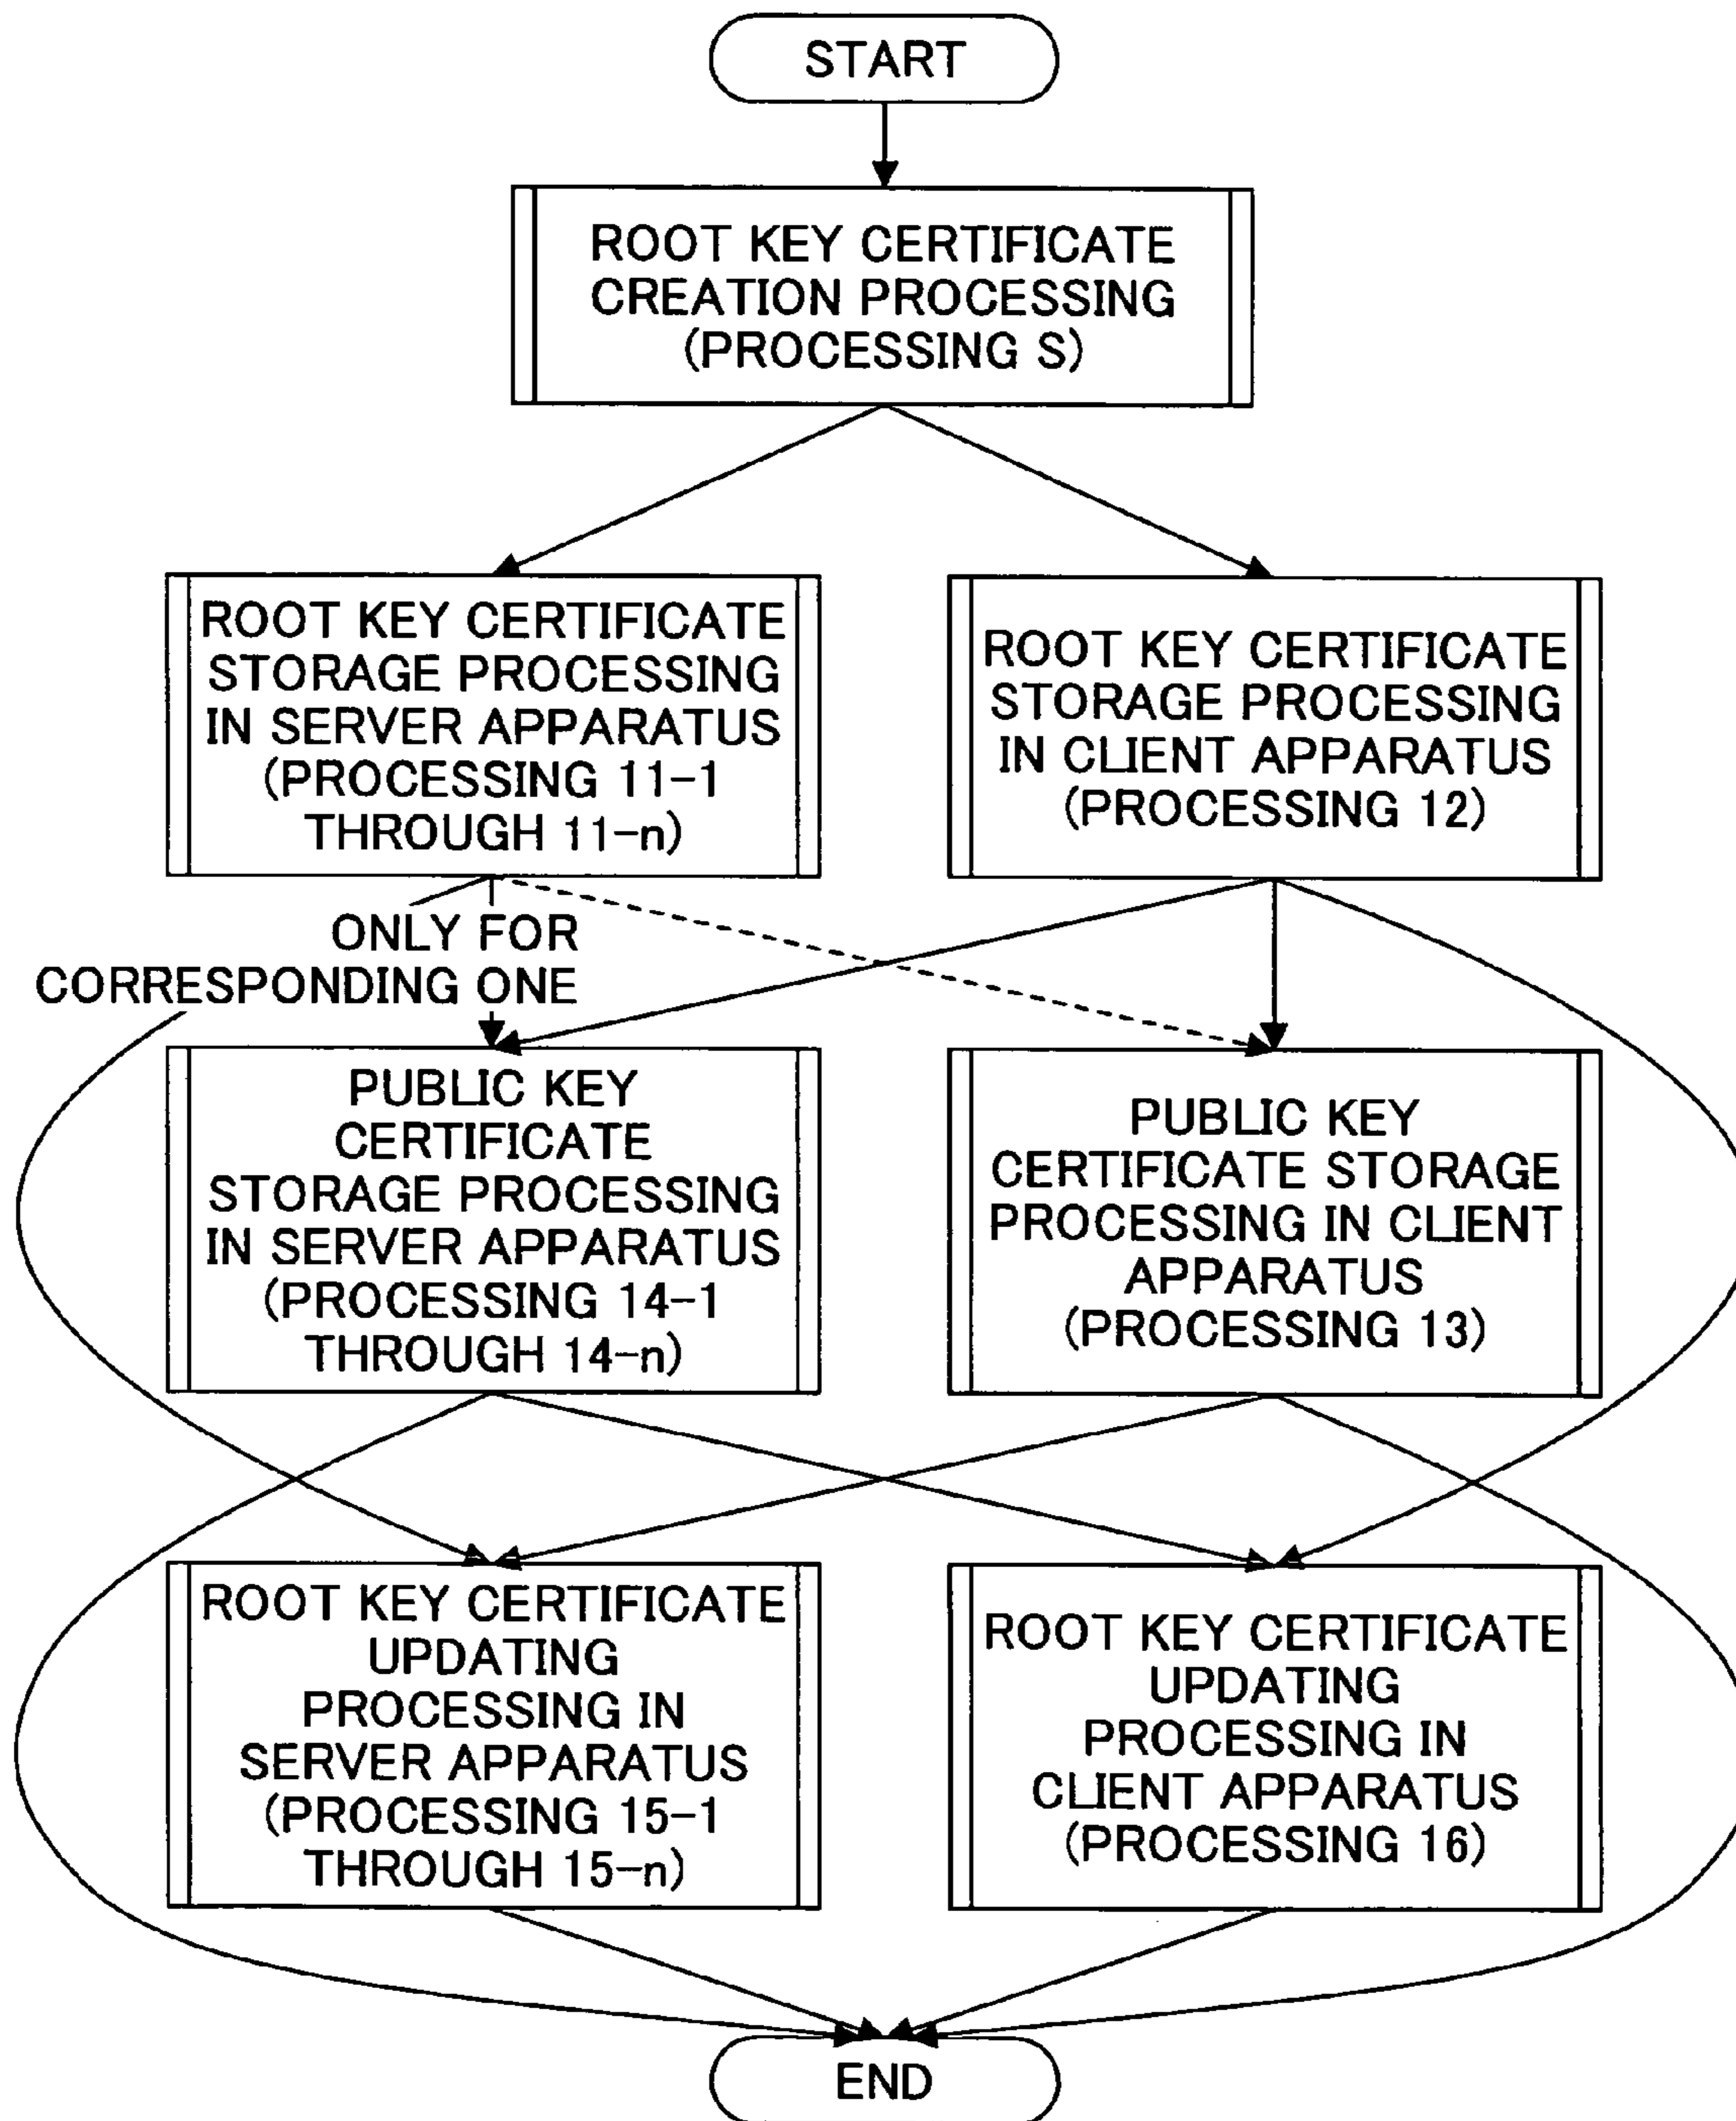 START
ROOT KEY CERTIFICATE
CREATION PROCESSING
(PROCESSING S)
ROOT KEY CERTIFICATE
STORAGE PROCESSING
IN SERVER APPARATUS
(PROCESSING 11-1
THROUGH 11-n)
ROOT KEY CERTIFICATE
STORAGE PROCESSING
IN CLIENT APPARATUS
(PROCESSING 12)
ONLY FOR
CORRESPONDING ONE
PUBLIC KEY
CERTIFICATE
STORAGE PROCESSING
IN SERVER APPARATUS
(PROCESSING 14-1
THROUGH 14-n)
PUBLIC KEY
CERTIFICATE STORAGE
PROCESSING IN CLIENT
APPARATUS
(PROCESSING 13)
ROOT KEY CERTIFICATE
UPDATING
PROCESSING IN
SERVER APPARATUS
(PROCESSING 15-1
THROUGH 15-n)
ROOT KEY CERTIFICATE
UPDATING
PROCESSING IN
CLIENT APPARATUS
(PROCESSING 16)
END